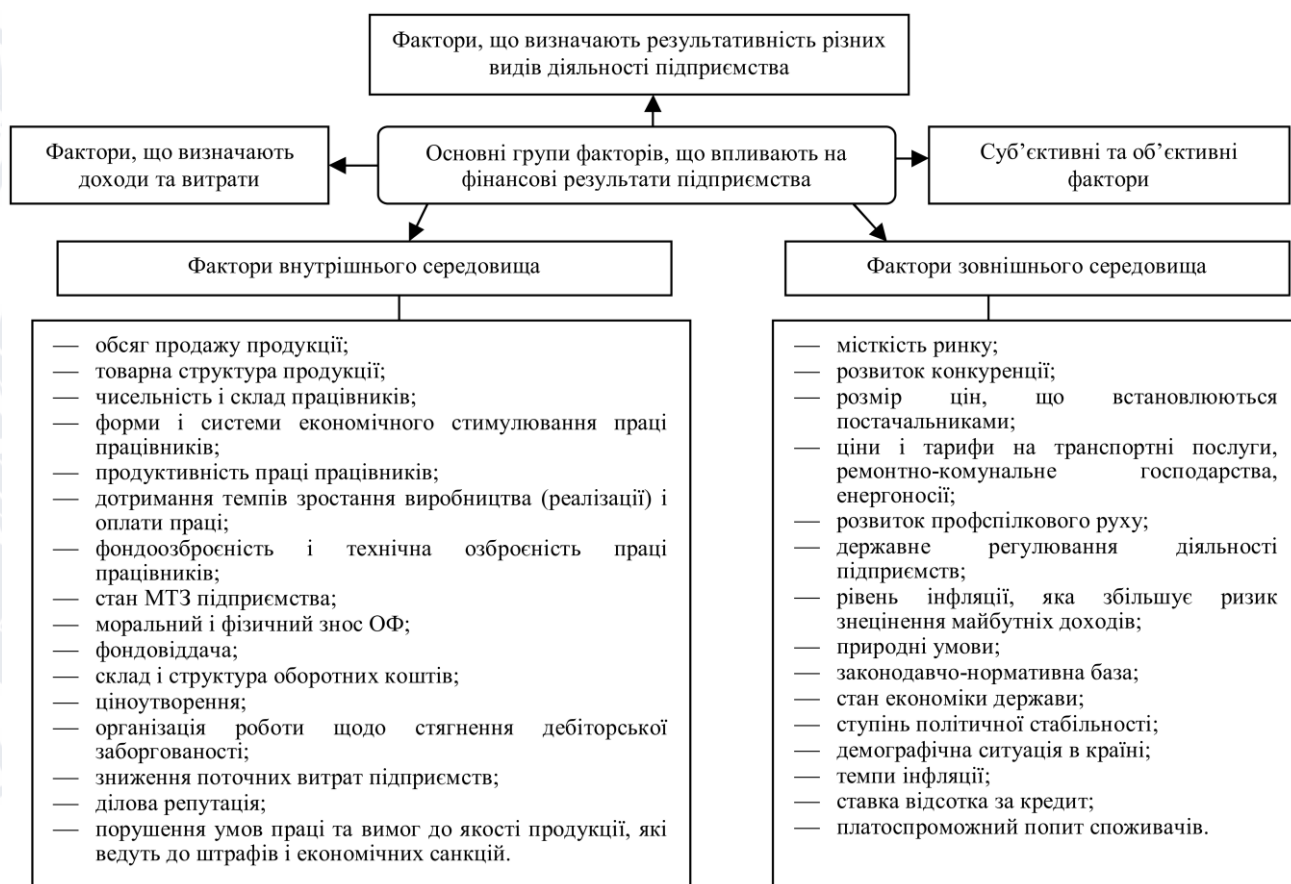 Фактори, що визначають результативність різних
видів діяльності підприємства
Фактори, що визначають
доходи та витрати
Основні групи факторів, що впливають на
фінансові результати підприємства
Суб’єктивні та об’єктивні
фактори
Фактори внутрішнього середовища
— обсяг продажу продукції;
— товарна структура продукції;
— чисельність і склад працівників;
— форми і системи економічного стимулювання праці
працівників;
— продуктивність праці працівників;
— дотримання темпів зростання виробництва (реалізації) і
оплати праці;
— фондоозброєність і технічна озброєність праці
працівників;
— стан МТЗ підприємства;
— моральний і фізичний знос ОФ;
— фондовіддача;
— склад і структура оборотних коштів;
— ціноутворення;
— організація роботи щодо стягнення дебіторської
заборгованості;
— зниження поточних витрат підприємств;
— ділова репутація;
— порушення умов праці та вимог до якості продукції, які
ведуть до штрафів і економічних санкцій.
Фактори зовнішнього середовища
— місткість ринку;
— розвиток конкуренції;
— розмір цін, що встановлюються
постачальниками;
— ціни і тарифи на транспортні послуги,
ремонтно-комунальне господарства,
енергоносії;
— розвиток профспілкового руху;
— державне регулювання діяльності
підприємств;
— рівень інфляції, яка збільшує ризик
знецінення майбутніх доходів;
— природні умови;
— законодавчо-нормативна база;
— стан економіки держави;
— ступінь політичної стабільності;
— демографічна ситуація в країні;
— темпи інфляції;
— ставка відсотка за кредит;
— платоспроможний попит споживачів.